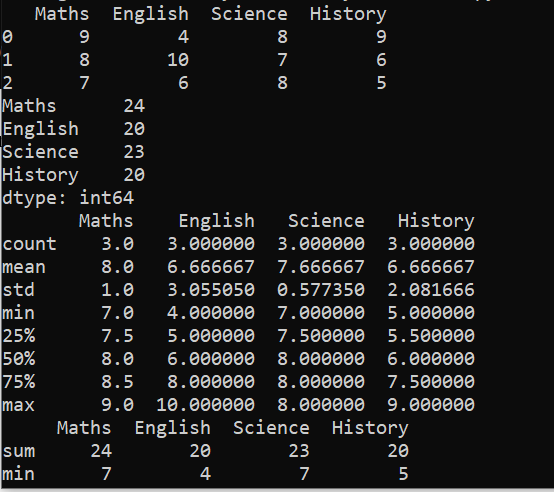 Maths  English  Science  History
0      9        4        8        9
1      8       10        7        6
2      7        6        8        5
Maths      24
English    20
Science    23
History    20
dtype: int64
       Maths    English   Science   History
count    3.0   3.000000  3.000000  3.000000
mean     8.0   6.666667  7.666667  6.666667
std      1.0   3.055050  0.577350  2.081666
min      7.0   4.000000  7.000000  5.000000
25%      7.5   5.000000  7.500000  5.500000
50%      8.0   6.000000  8.000000  6.000000
75%      8.5   8.000000  8.000000  7.500000
max      9.0  10.000000  8.000000  9.000000
     Maths  English  Science  History
sum     24       20       23       20
min      7        4        7        5